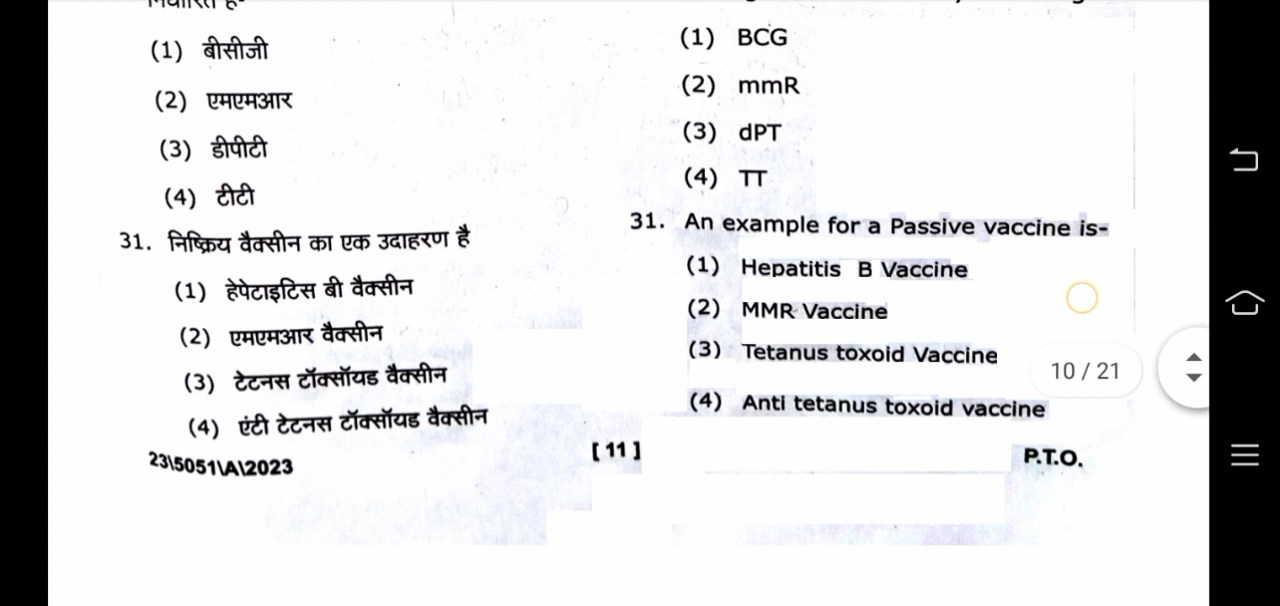 (1) बीसीजी
(2) एमएमआर
(3) डीपीटी
(4) टीटी
31. निष्क्रिय वैक्सीन का एक उदाहरण है
(1) हेपेटाइटिस बी वैक्सीन
(2) एमएमआर वैक्सीन
(3) टेटनस टॉक्सॉयड वैक्सीन
(4) एंटी टेटनस टॉक्सॉयड वैक्सीन
23\5051\A\2023
(1) BCG
(2) mmR
(3) dPT
(4) TT
31. An example for a Passive vaccine is-
(1) Hepatitis B Vaccine
(2) MMR Vaccine
(3) Tetanus toxoid Vaccine
(4) Anti tetanus toxoid vaccine
[ 11 ]
P.T.O.
10 / 21